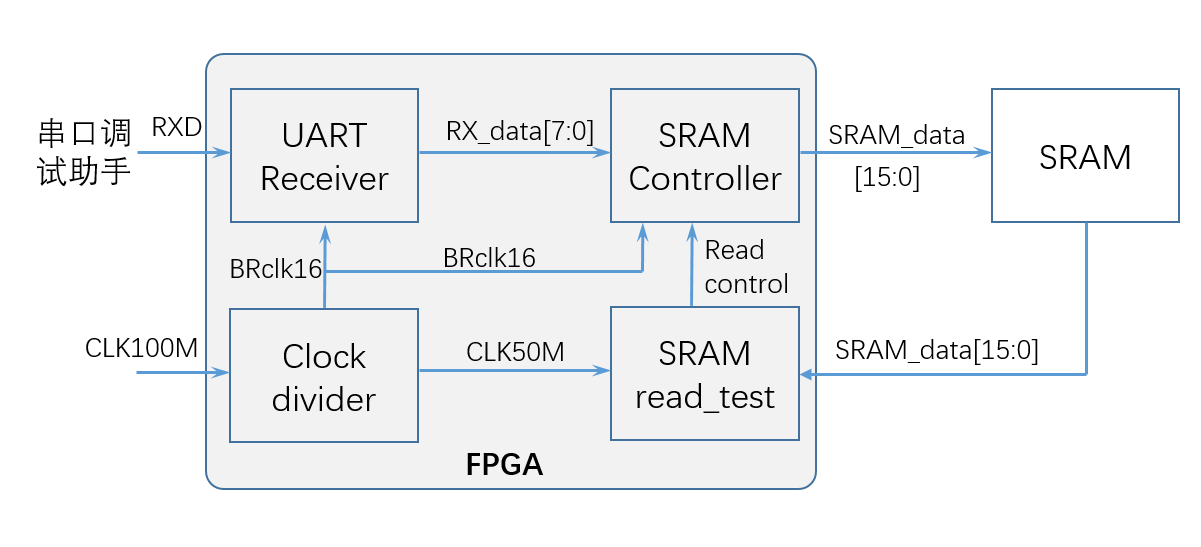 串口调
试助手
RXD
UART
Receiver
RX_data[7:0]
SRAM
Controller
SRAM_data
[15:0]
SRAM
BRclk16
BRclk16
Read
control
CLK100M
Clock
divider
CLK50M
SRAM
read_test
SRAM_data[15:0]
FPGA